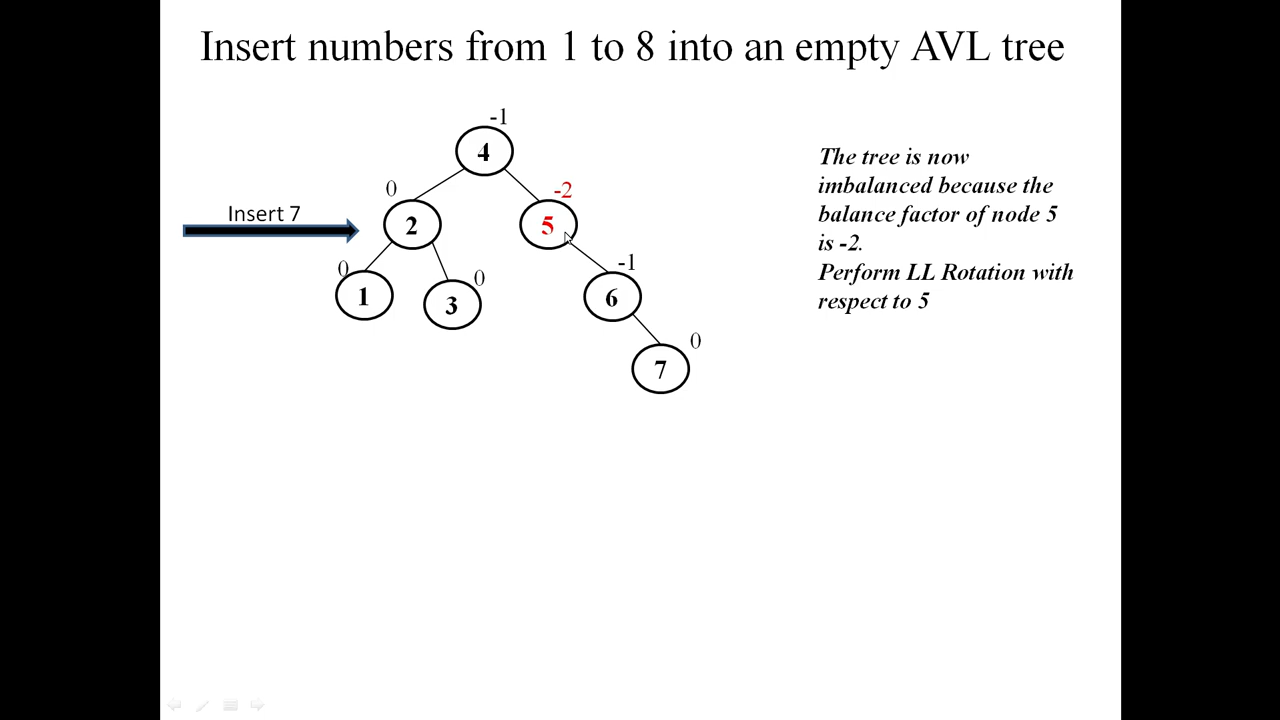 Insert numbers from 1 to 8 into an empty AVL tree
-1
4
0
-2
Insert 7
2
5
0
0
-1
1
3
6
0
7
The tree is now
imbalanced because the
balance factor of node 5
is -2.
Perform LL Rotation with
respect to 5